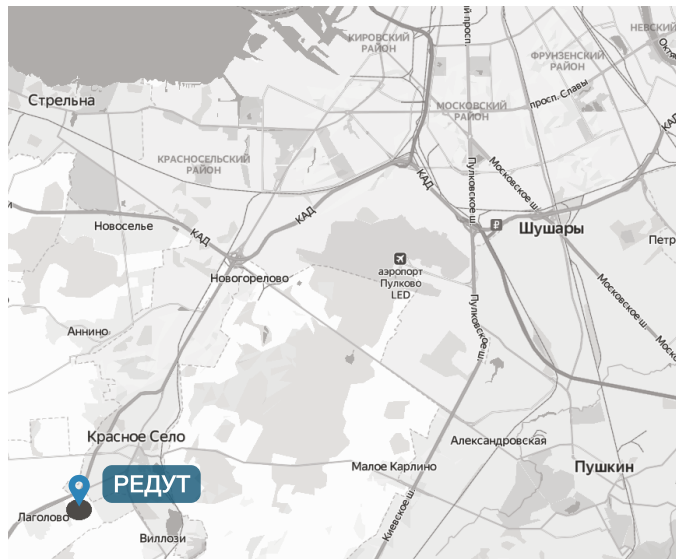 НЕВСКИЙ
КИРОВСКИЙ
РАЙОН
ФРУНЗЕНСКИЙ
РАЙОН
Стрельна
МОСКОВСКИЙ
РАЙОН
просп. Славы
КАД
КРАСНОСЕЛЬСКИЙ
РАЙОН
КАД
Пулковское ш.
Московское ш.
КАД
Новоселье
КАД
Шушары
аэропорт
Пулково
LED
Новогорелово
Московское ш.
Пулковское ш.
Аннино
Красное Село
Александровская
Малое Карлино
Пушкин
РЕДУТ
Лаголово
Киевское ш.
Виллози